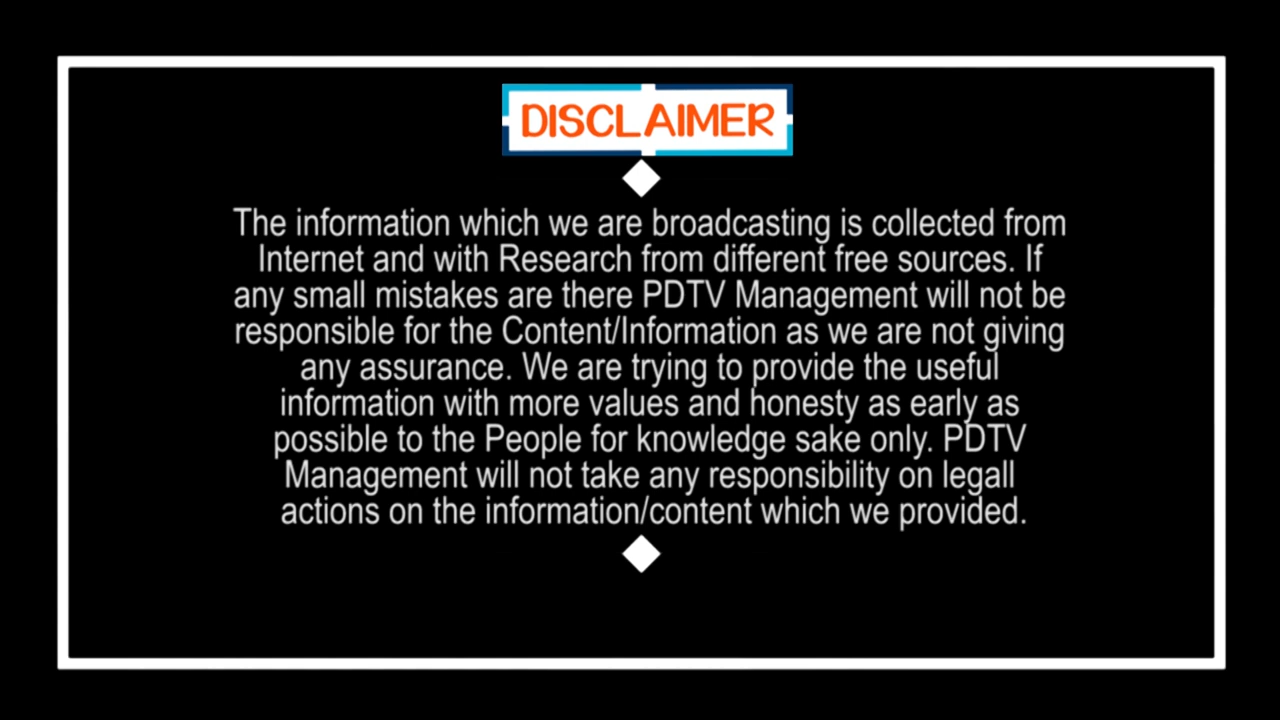 DISCLAIMER
The information which we are broadcasting is collected from
Internet and with Research from different free sources. If
any small mistakes are there PDTV Management will not be
responsible for the Content/Information as we are not giving
any assurance. We are trying to provide the useful
information with more values and honesty as early as
possible to the People for knowledge sake only. PDTV
Management will not take any responsibility on legall
actions on the information/content which we provided.